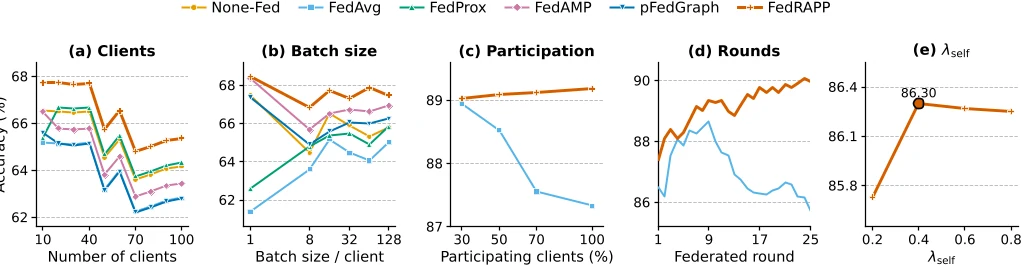 None-Fed FedAvg FedProx FedAMP pFedGraph FedRAPP
(a) Clients
Accuracy (%)
68
66
64
62
10 40 70 100
Number of clients
(b) Batch size
68
66
64
62
1 8 32 128
Batch size / client
(c) Participation
89
88
87
30 50 70 100
Participating clients (%)
(d) Rounds
90
88
86
1 9 17 25
Federated round
(e) λself
86.4
86.1
85.8
86.30
0.2 0.4 0.6 0.8
λself